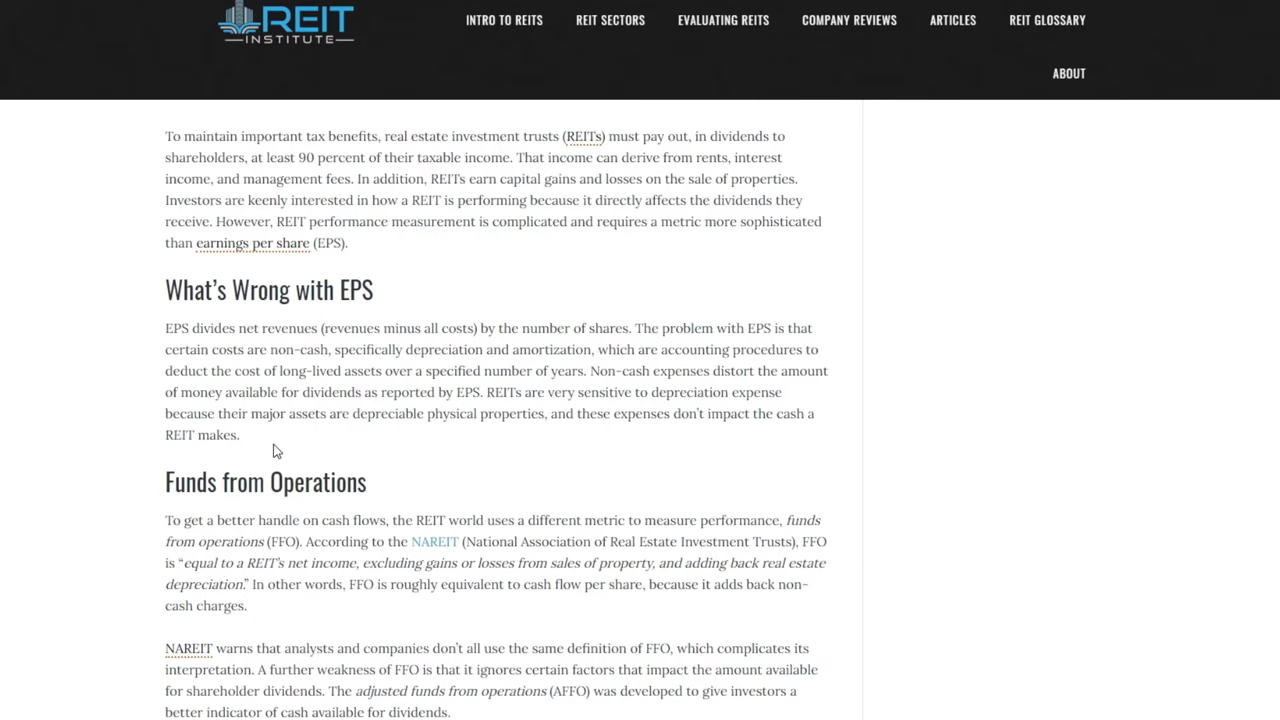 REIT
INSTITUTE
INTRO TO REITS REIT SECTORS EVALUATING REITS COMPANY REVIEWS ARTICLES REIT GLOSSARY
ABOUT
To maintain important tax benefits, real estate investment trusts (REITs) must pay out, in dividends to
shareholders, at least 90 percent of their taxable income. That income can derive from rents, interest
income, and management fees. In addition, REITs earn capital gains and losses on the sale of properties.
Investors are keenly interested in how a REIT is performing because it directly affects the dividends they
receive. However, REIT performance measurement is complicated and requires a metric more sophisticated
than earnings per share (EPS).
What's Wrong with EPS
EPS divides net revenues (revenues minus all costs) by the number of shares. The problem with EPS is that
certain costs are non-cash, specifically depreciation and amortization, which are accounting procedures to
deduct the cost of long-lived assets over a specified number of years. Non-cash expenses distort the amount
of money available for dividends as reported by EPS. REITs are very sensitive to depreciation expense
because their major assets are depreciable physical properties, and these expenses don't impact the cash a
REIT makes.
Funds from Operations
To get a better handle on cash flows, the REIT world uses a different metric to measure performance, funds
from operations (FFO). According to the NAREIT (National Association of Real Estate Investment Trusts), FFO
is "equal to a REIT's net income, excluding gains or losses from sales of property, and adding back real estate
depreciation." In other words, FFO is roughly equivalent to cash flow per share, because it adds back non-
cash charges.
NAREIT warns that analysts and companies don't all use the same definition of FFO, which complicates its
interpretation. A further weakness of FFO is that it ignores certain factors that impact the amount available
for shareholder dividends. The adjusted funds from operations (AFFO) was developed to give investors a
better indicator of cash available for dividends.